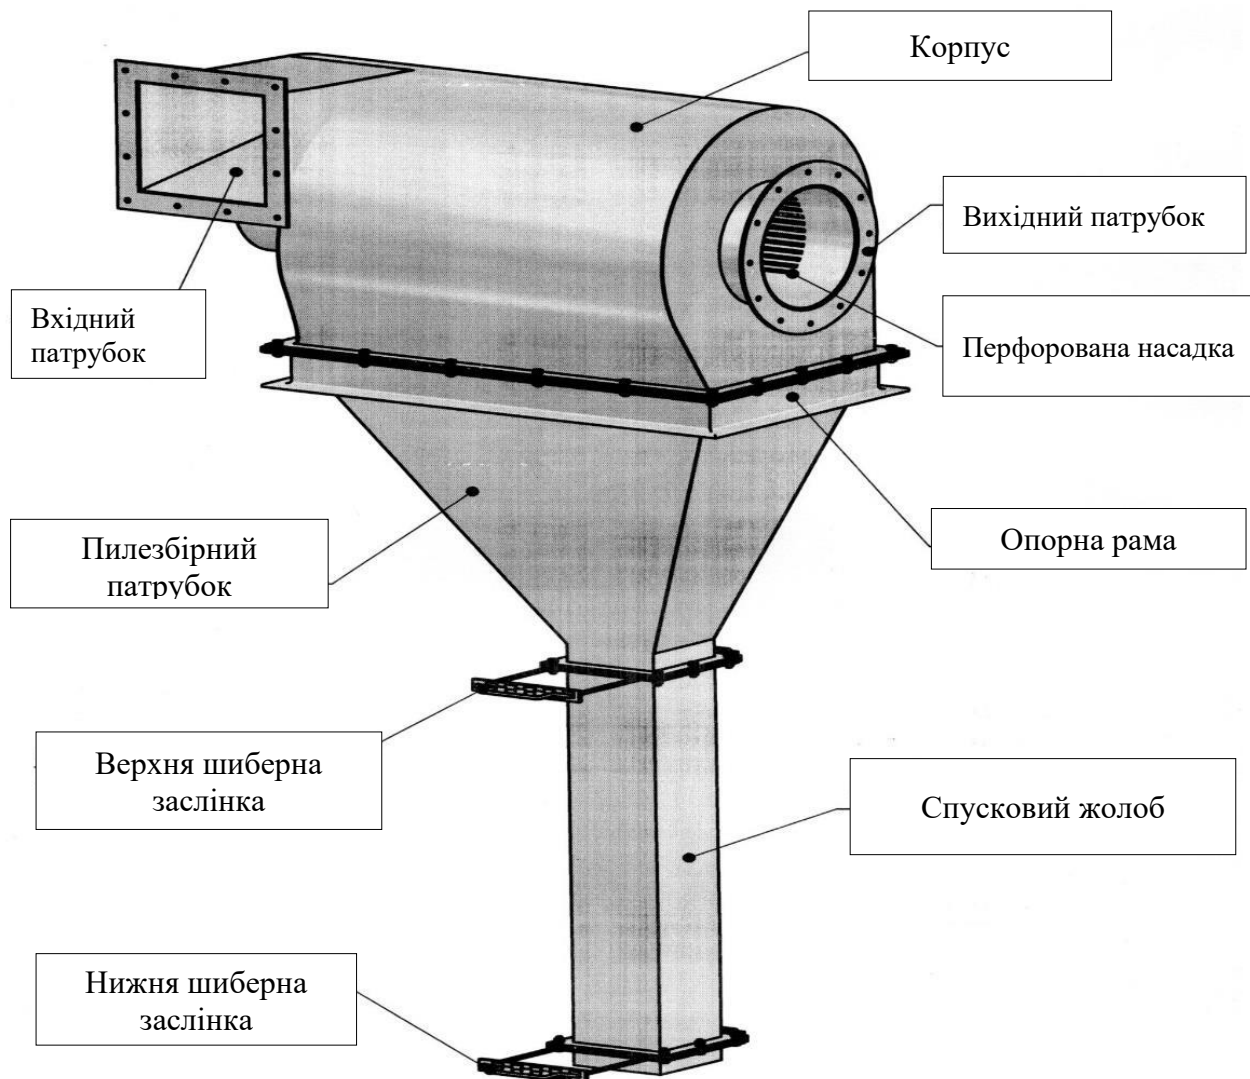 Корпус
Вихідний патрубок
Вхідний
патрубок
Перфорована насадка
Пилезбірний
патрубок
Опорна рама
Верхня шиберна
заслінка
Спусковий жолоб
Нижня шиберна
заслінка